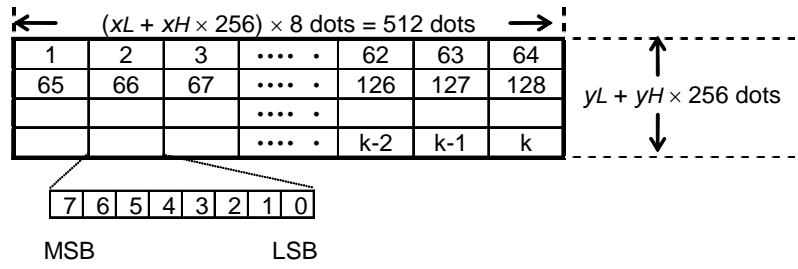 (xL + xH × 256) × 8 dots = 512 dots
1 2 3 •••• • 62 63 64
65 66 67 •••• • 126 127 128
•••• •
•••• • k-2 k-1 k
yL + yH × 256 dots
7 6 5 4 3 2 1 0
MSB LSB